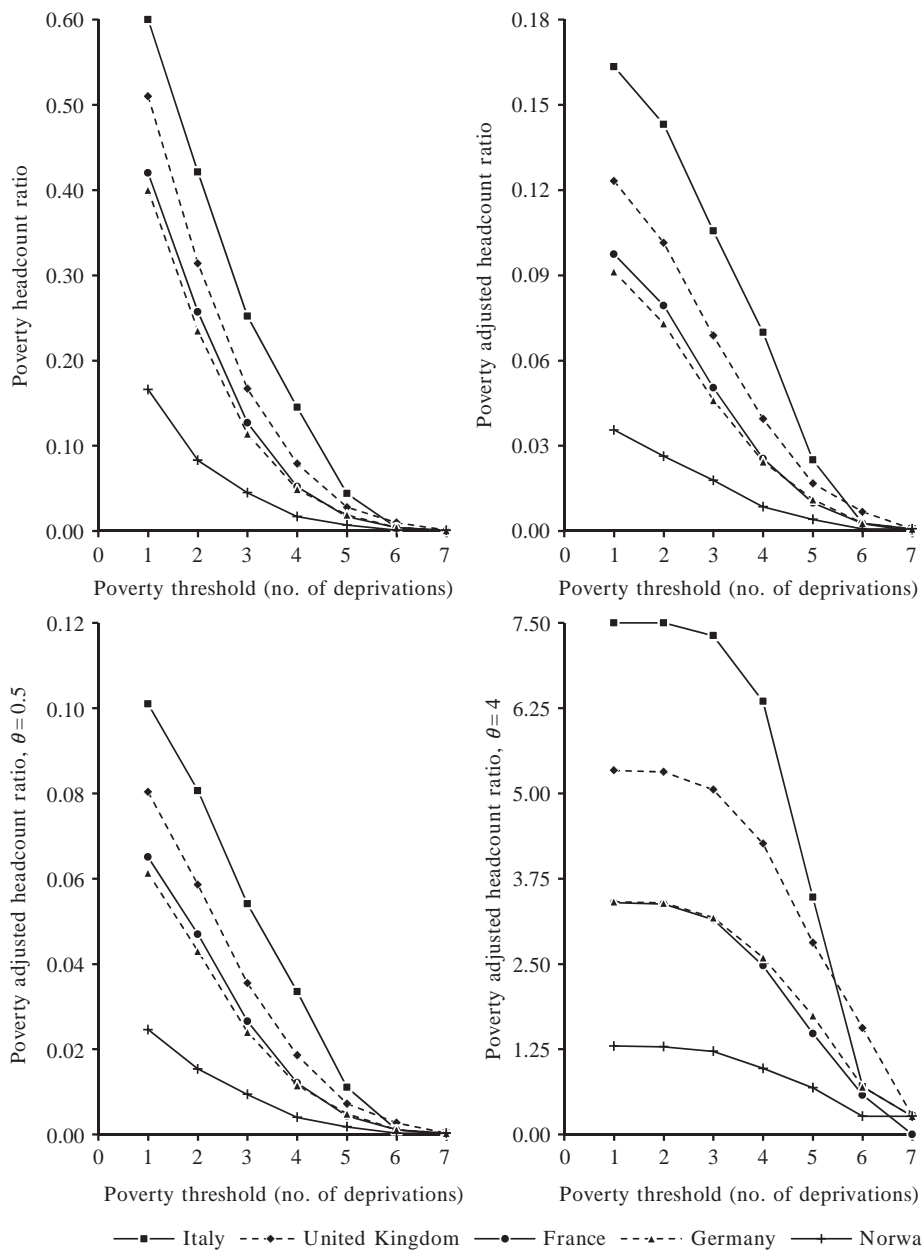 0.60
0.50
0.40
0.30
0.20
0.10
0.00
Poverty headcount ratio
0 1 2 3 4 5 6 7
Poverty threshold (no. of deprivations)
0.18
0.15
0.12
0.09
0.06
0.03
0.00
Poverty adjusted headcount ratio
0 1 2 3 4 5 6 7
Poverty threshold (no. of deprivations)
0.12
0.10
0.08
0.06
0.04
0.02
0.00
Poverty adjusted headcount ratio, θ=0.5
0 1 2 3 4 5 6 7
Poverty threshold (no. of deprivations)
7.50
6.25
5.00
3.75
2.50
1.25
0.00
Poverty adjusted headcount ratio, θ=4
0 1 2 3 4 5 6 7
Poverty threshold (no. of deprivations)
Italy United Kingdom France Germany Norwa